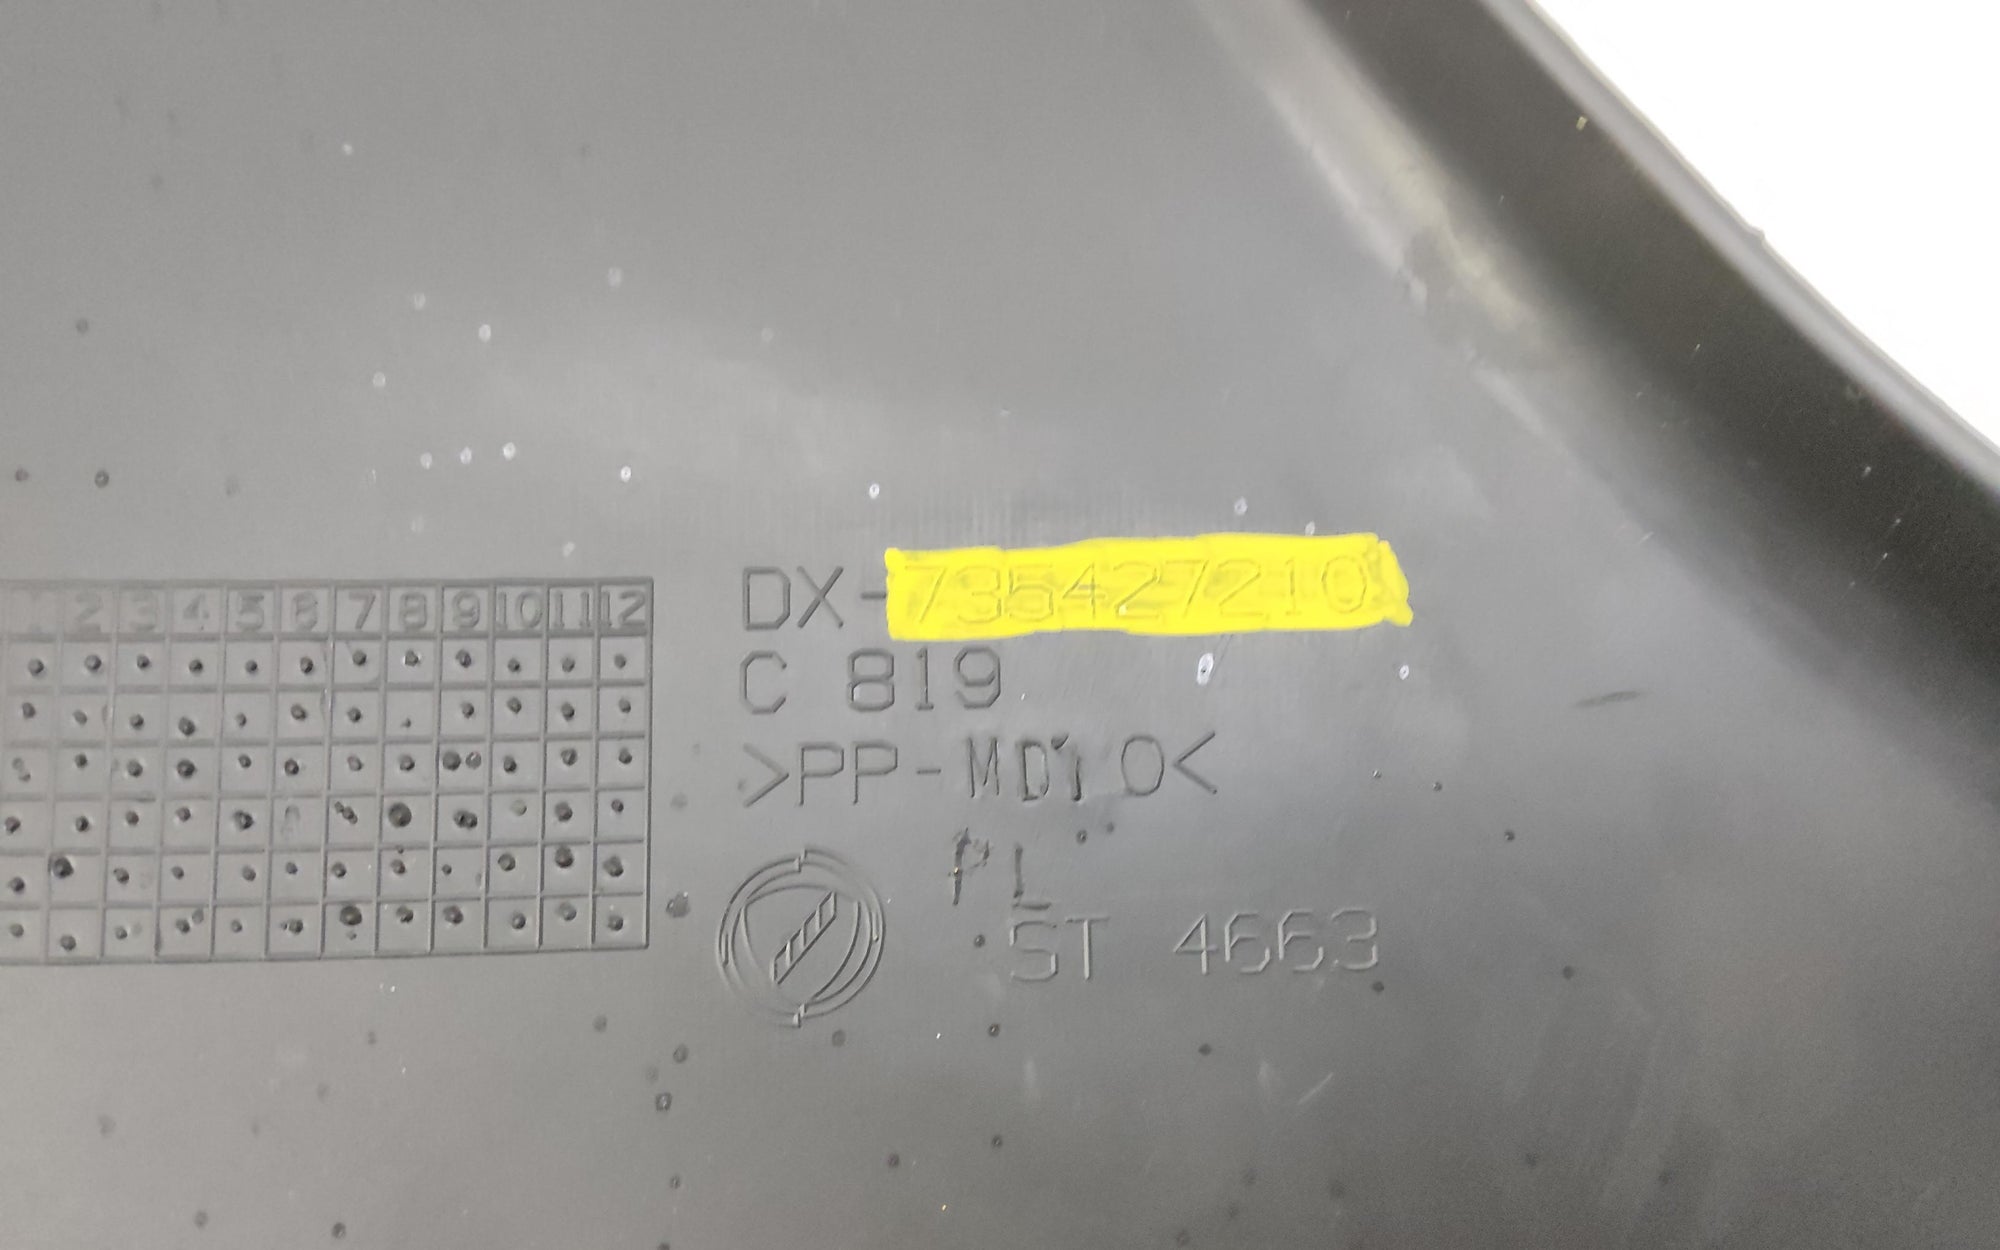 1 2 3 4 5 6 7 8 9 10 11 12
DX-735427210
C 819
>PP-MD10<
PL
ST 4663